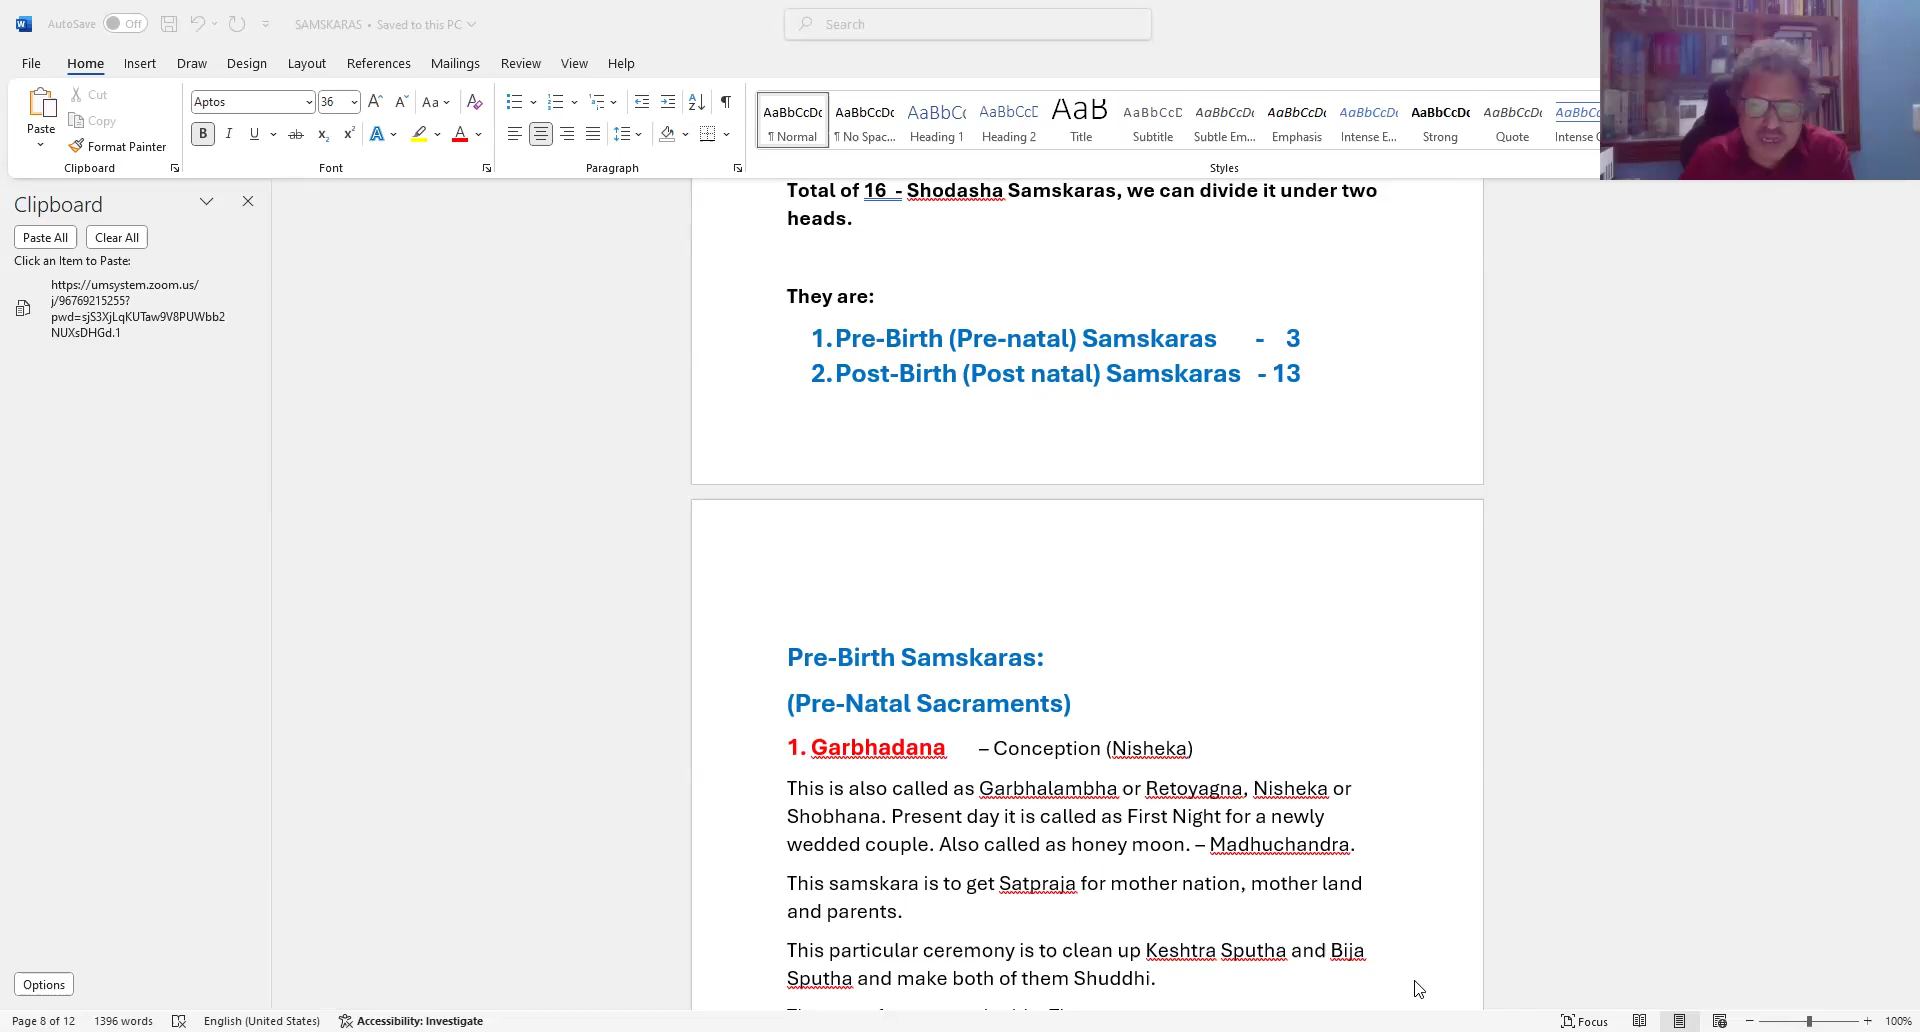 AutoSave Off SAMSKARAS • Saved to this PC Search
File Home Insert Draw Design Layout References Mailings Review View Help
Paste Cut Copy Format Painter
Clipboard
Aptos 36
Font
Paragraph
AaBbCcDc AaBbCcDc AaBbCc AaBbCcD AaB AaBbCcD AaBbCcDc AaBbCcDc AaBbCcDc AaBbCcDc AaBbCcDc AaBbCc
¶ Normal ¶ No Spac... Heading 1 Heading 2 Title Subtitle Subtle Em... Emphasis Intense E... Strong Quote Intense
Styles
Clipboard
Paste All Clear All
Click an Item to Paste:
https://umsystem.zoom.us/
j/96769215255?
pwd=sjS3XjLqKUTaw9V8PUWbb2
NUXsDHGd.1
Options
Total of 16 - Shodasha Samskaras, we can divide it under two
heads.
They are:
1. Pre-Birth (Pre-natal) Samskaras - 3
2. Post-Birth (Post natal) Samskaras - 13
Pre-Birth Samskaras:
(Pre-Natal Sacraments)
1. Garbhadana – Conception (Nisheka)
This is also called as Garbhalambha or Retoyagna, Nisheka or
Shobhana. Present day it is called as First Night for a newly
wedded couple. Also called as honey moon. – Madhuchandra.
This samskara is to get Satpraja for mother nation, mother land
and parents.
This particular ceremony is to clean up Keshtra Sputha and Bija
Sputha and make both of them Shuddhi.
Page 8 of 12 1396 words English (United States) Accessibility: Investigate Focus 100%